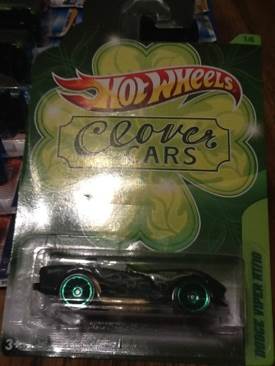 1/6
HOT WHEELS
Clover
CARS
DODGE VIPER RT/10
3+